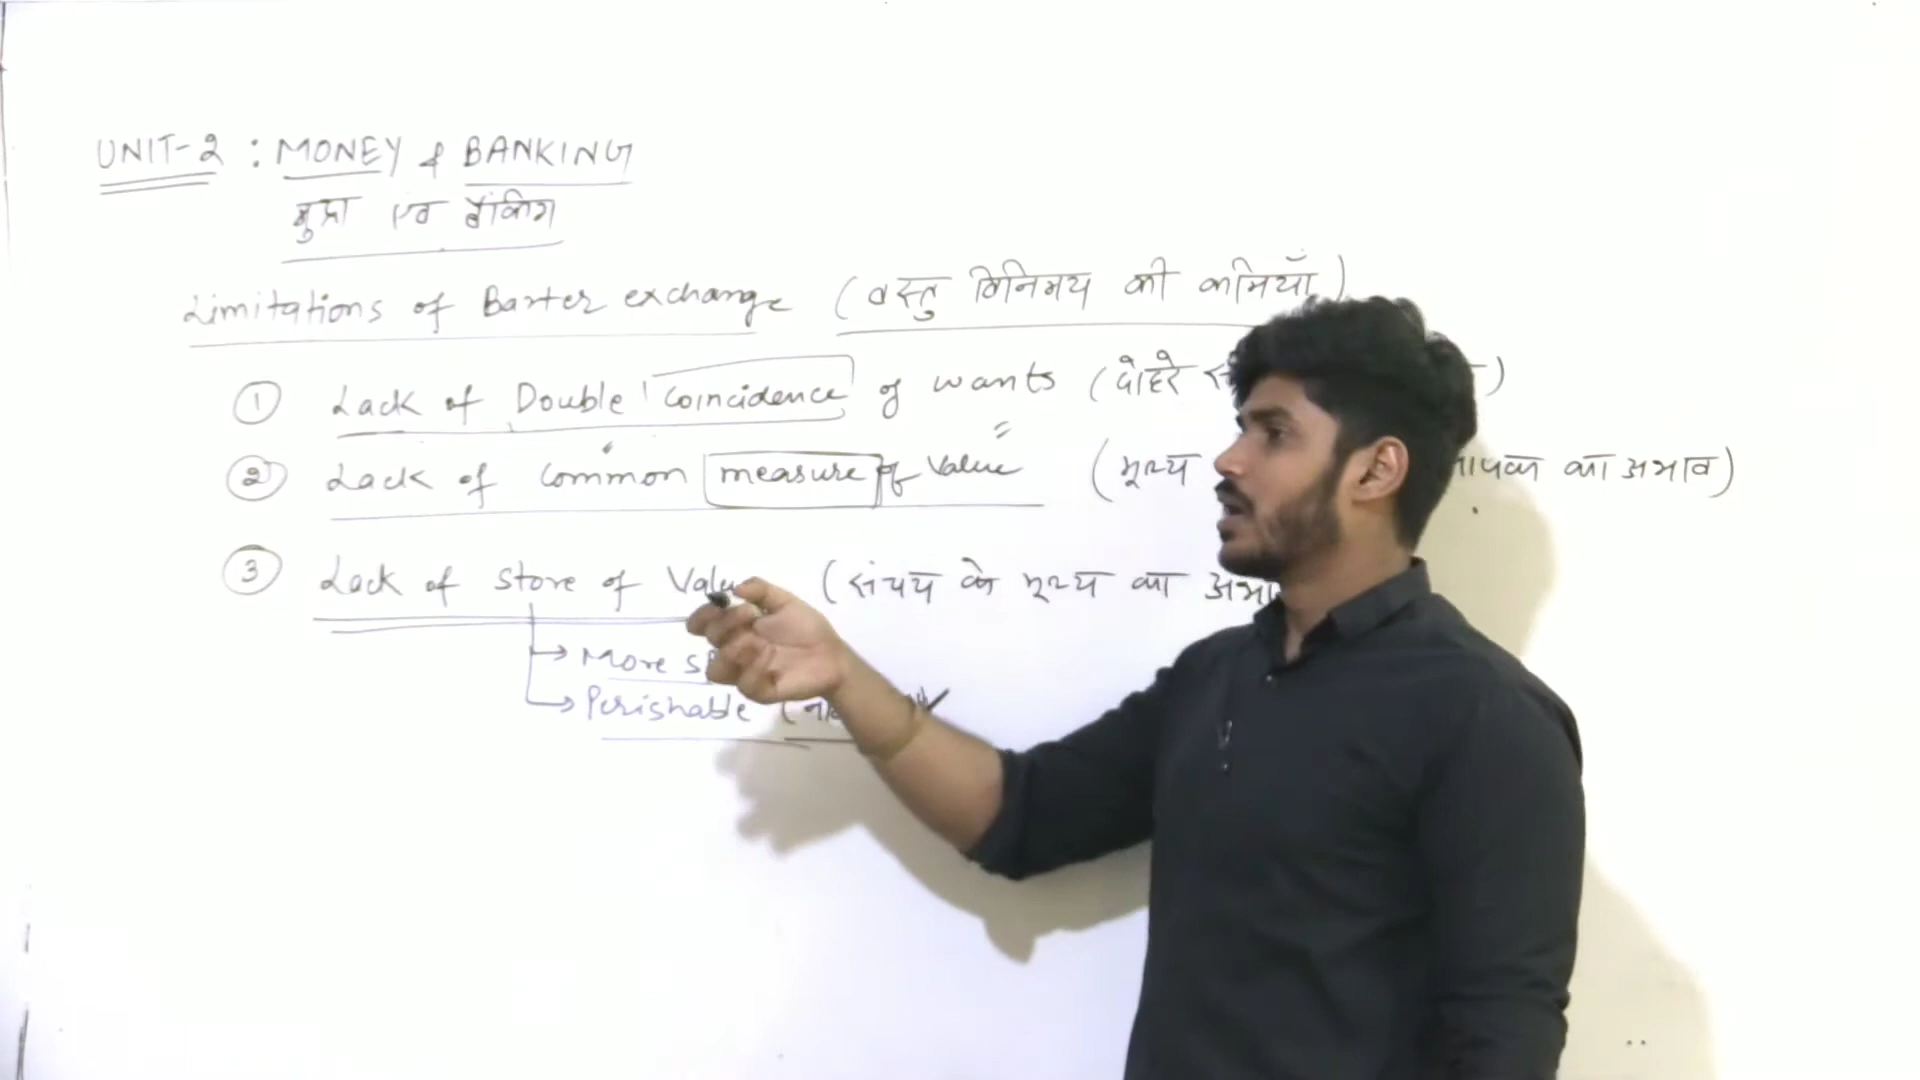 UNIT-2 : MONEY & BANKING
मुद्रा एवं बैंकिंग
Limitations of Barter exchange (वस्तु विनिमय की कमियाँ)
① Lack of Double Coincidence of wants (दोहरे )
② Lack of Common measure of Value (मूल्य मापक का अभाव)
③ Lack of Store of Value (संचय के मूल्य का
→ More
→ Perishable